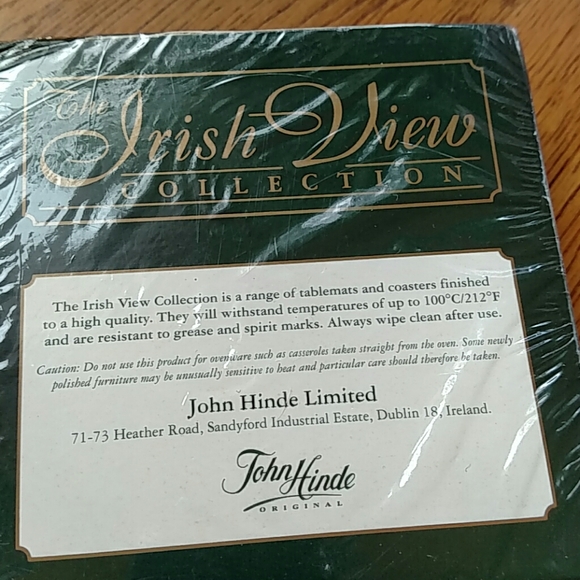 The Irish View
COLLECTION
The Irish View Collection is a range of tablemats and coasters finished
to a high quality. They will withstand temperatures of up to 100°C/212°F
and are resistant to grease and spirit marks. Always wipe clean after use.
Caution: Do not use this product for ovenware such as casseroles taken straight from the oven. Some newly
polished furniture may be unusually sensitive to heat and particular care should therefore be taken.
John Hinde Limited
71-73 Heather Road, Sandyford Industrial Estate, Dublin 18, Ireland.
John Hinde
ORIGINAL